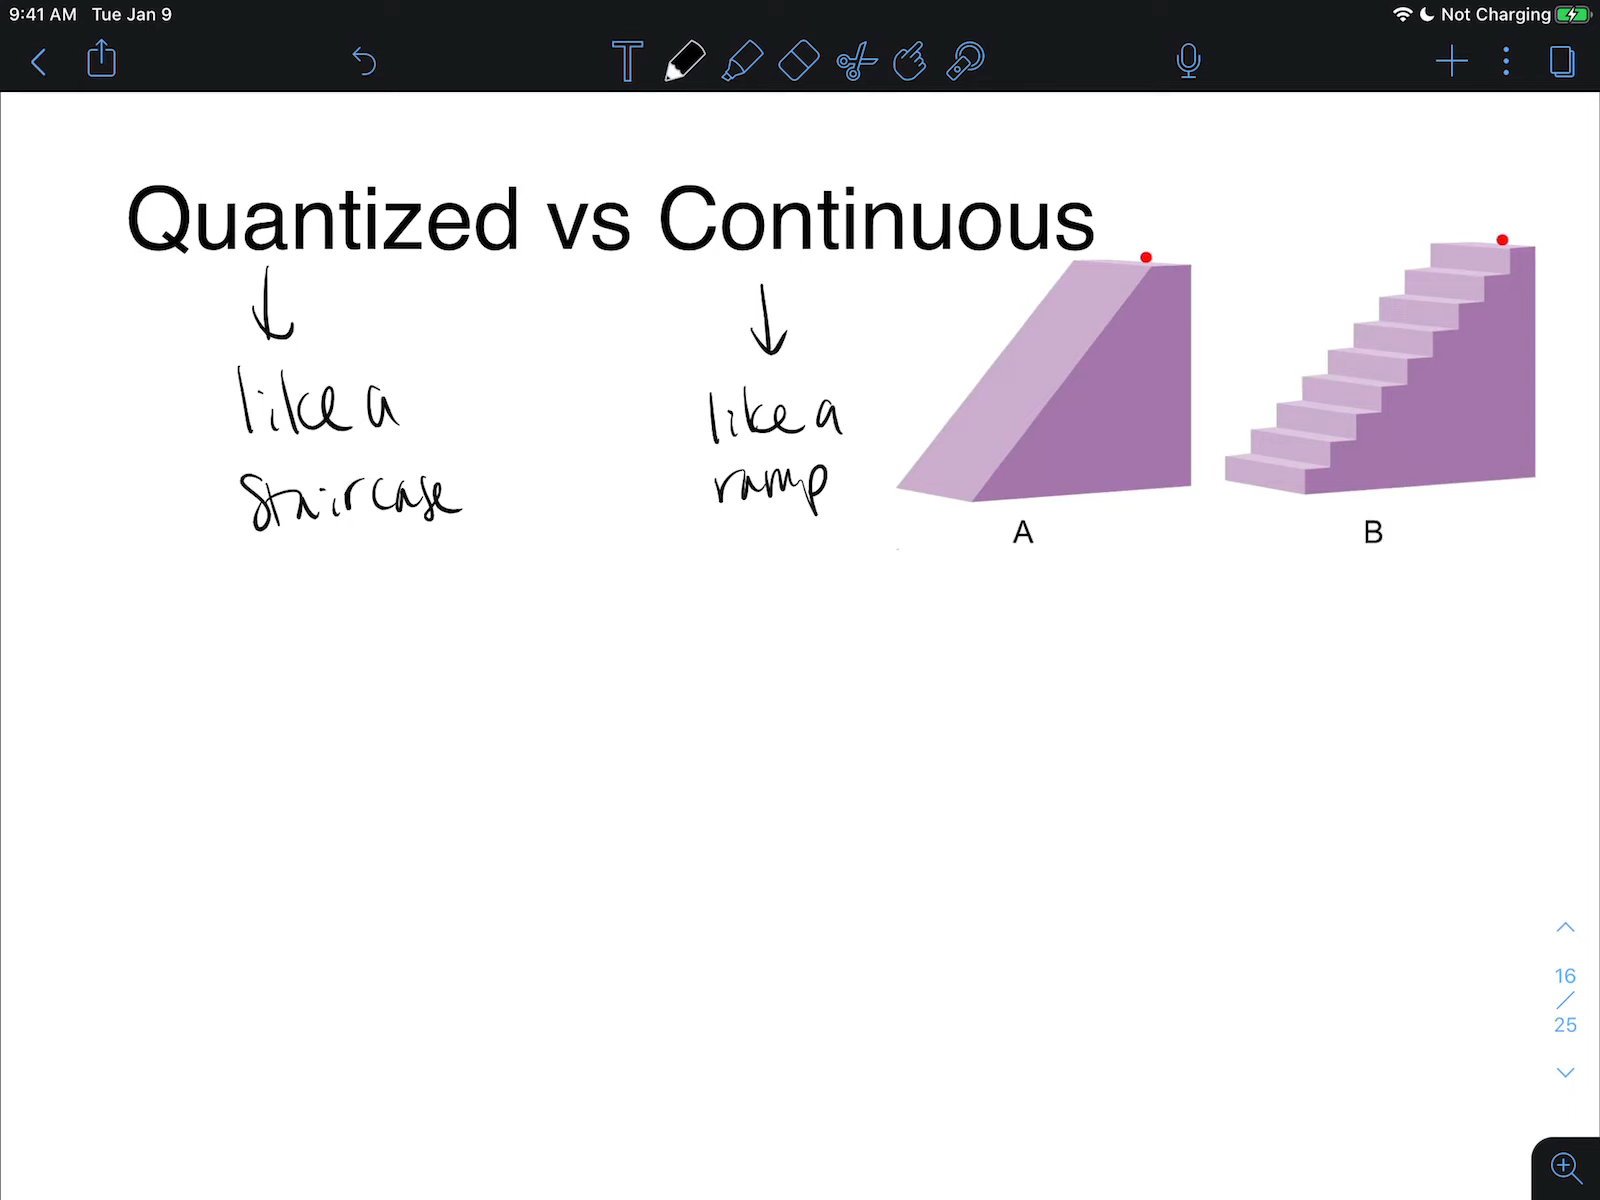 9:41 AM Tue Jan 9
Not Charging
T
Quantized vs Continuous
like a
staircase
like a
ramp
A
B
16
/
25